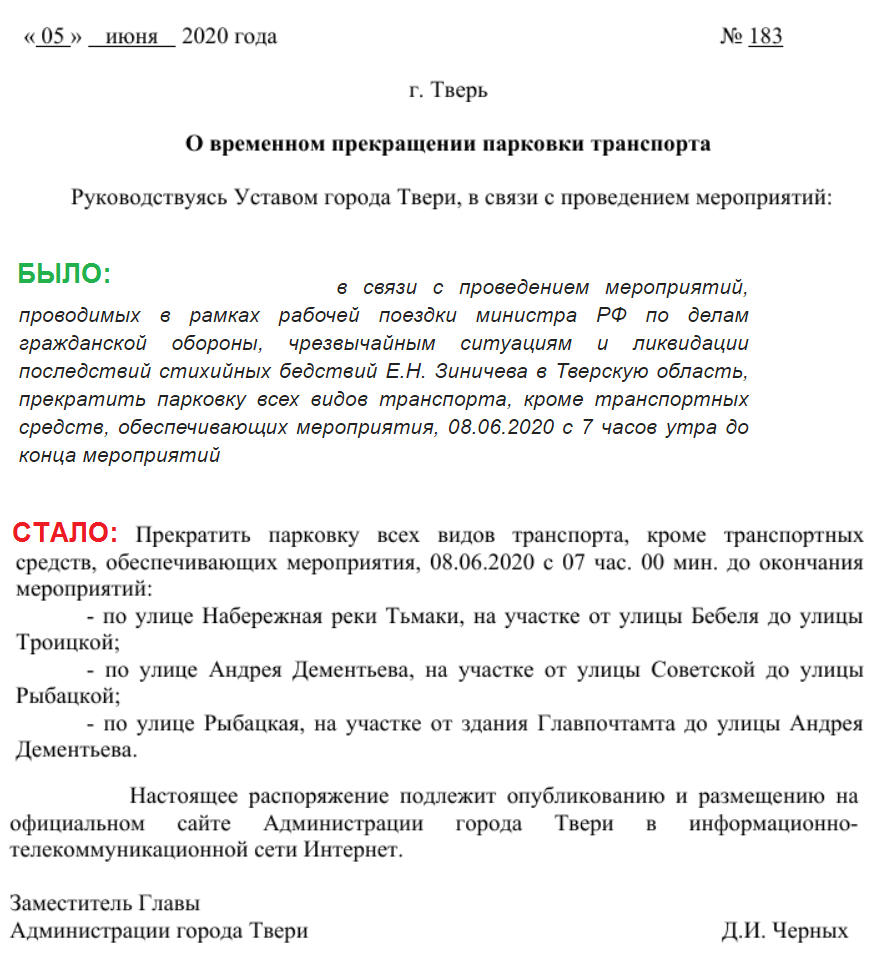 « 05 » июня 2020 года № 183
г. Тверь
О временном прекращении парковки транспорта
Руководствуясь Уставом города Твери, в связи с проведением мероприятий:
БЫЛО:
в связи с проведением мероприятий,
проводимых в рамках рабочей поездки министра РФ по делам
гражданской обороны, чрезвычайным ситуациям и ликвидации
последствий стихийных бедствий Е.Н. Зиничева в Тверскую область,
прекратить парковку всех видов транспорта, кроме транспортных
средств, обеспечивающих мероприятия, 08.06.2020 с 7 часов утра до
конца мероприятий
СТАЛО: Прекратить парковку всех видов транспорта, кроме транспортных
средств, обеспечивающих мероприятия, 08.06.2020 с 07 час. 00 мин. до окончания
мероприятий:
- по улице Набережная реки Тьмаки, на участке от улицы Бебеля до улицы
Троицкой;
- по улице Андрея Дементьева, на участке от улицы Советской до улицы
Рыбацкой;
- по улице Рыбацкая, на участке от здания Главпочтамта до улицы Андрея
Дементьева.
Настоящее распоряжение подлежит опубликованию и размещению на
официальном сайте Администрации города Твери в информационно-
телекоммуникационной сети Интернет.
Заместитель Главы
Администрации города Твери Д.И. Черных